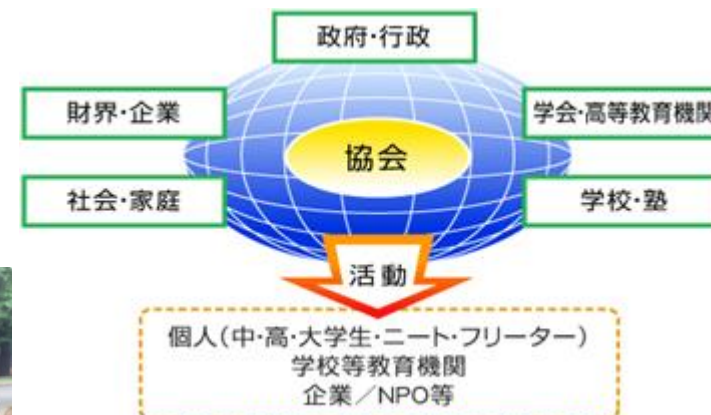 政府・行政
財界・企業
学会・高等教育機関
協会
社会・家庭
学校・塾
活動
個人(中・高・大学生・ニート・フリーター)
学校等教育機関
企業／NPO等